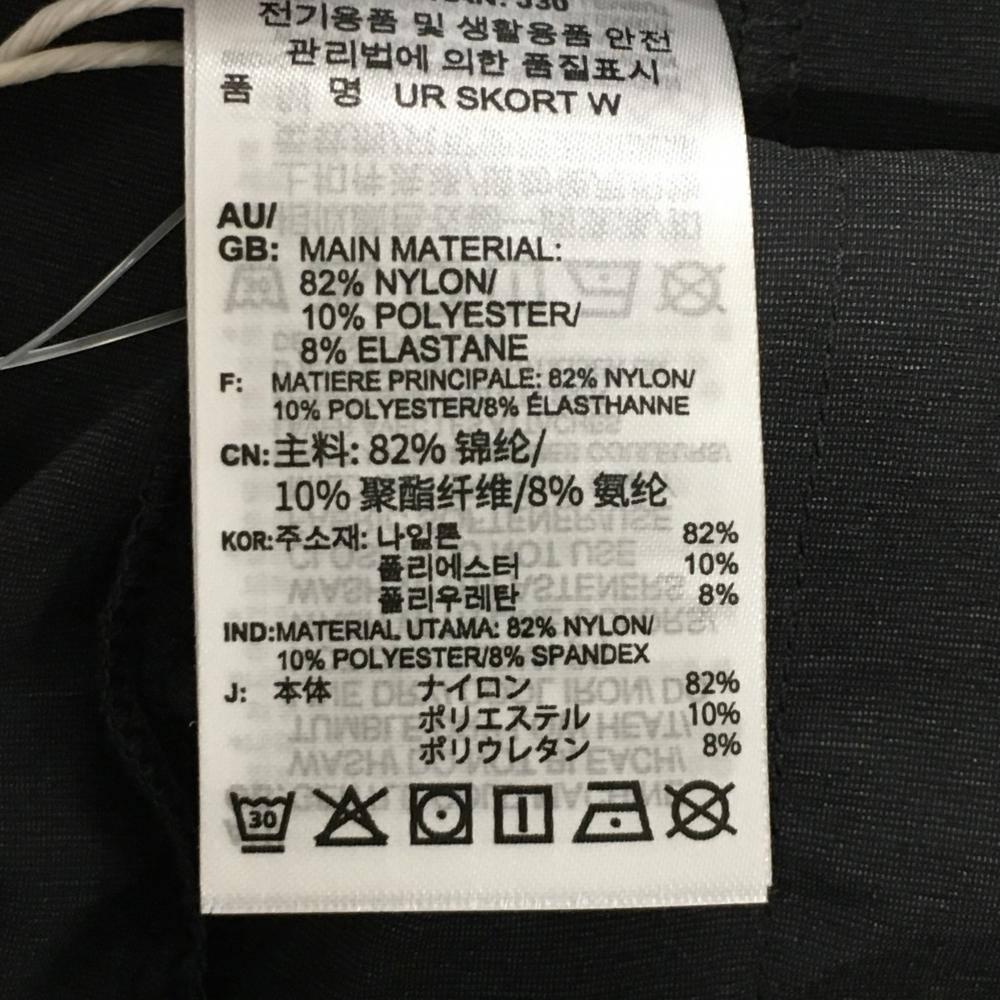 전기용품 및 생활용품 안전
관리법에 의한 품질표시
품 명 UR SKORT W
AU/
GB: MAIN MATERIAL:
82% NYLON/
10% POLYESTER/
8% ELASTANE
F: MATIERE PRINCIPALE: 82% NYLON/
10% POLYESTER/8% ÉLASTHANNE
CN: 主料: 82% 锦纶/
10% 聚酯纤维/8% 氨纶
KOR: 주소재: 나일론 82%
폴리에스터 10%
폴리우레탄 8%
IND: MATERIAL UTAMA: 82% NYLON/
10% POLYESTER/8% SPANDEX
J: 本体 ナイロン 82%
ポリエステル 10%
ポリウレタン 8%
30